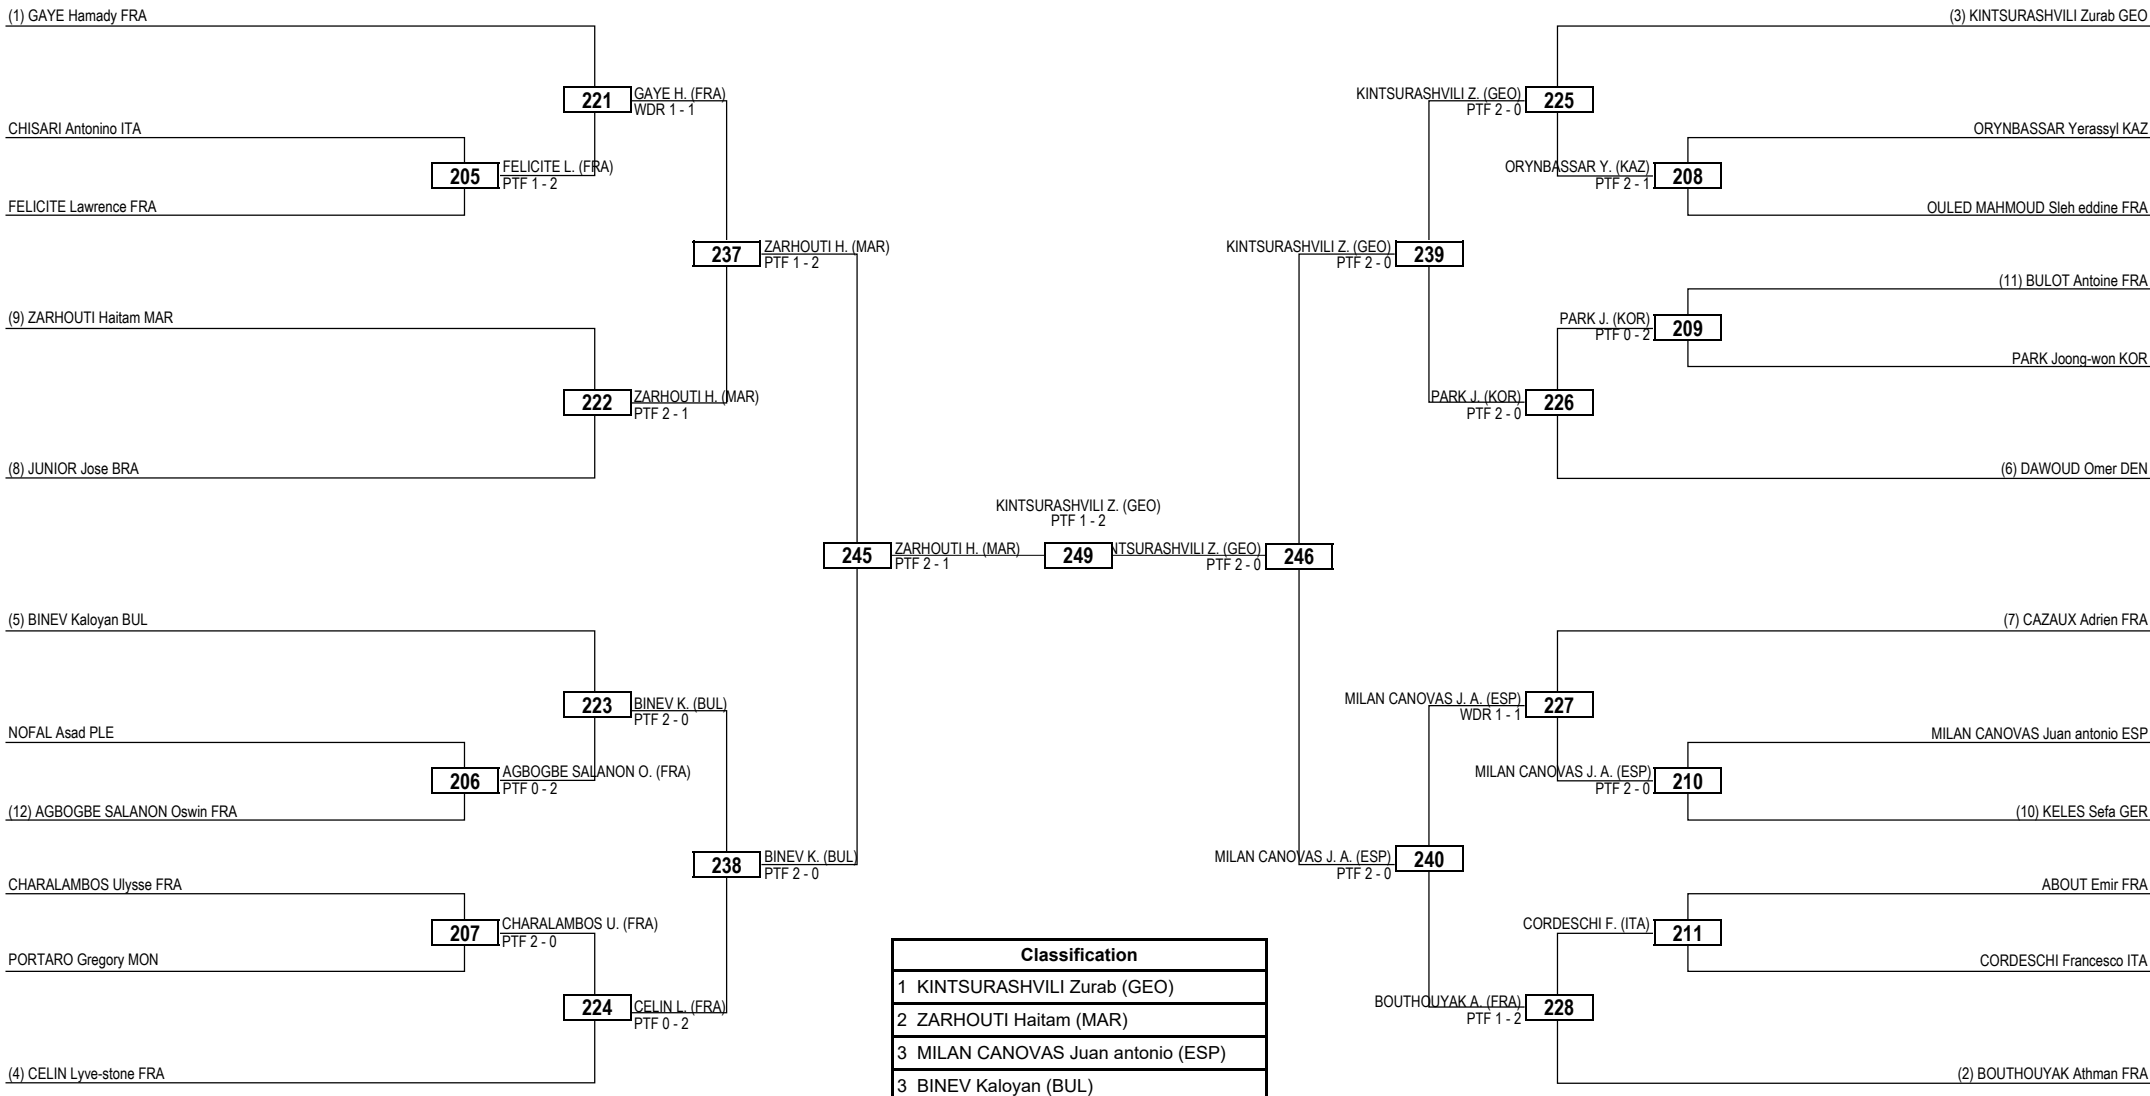 (1) GAYE Hamady FRA
CHISARI Antonino ITA
FELICITE Lawrence FRA
(9) ZARHOUTI Haitam MAR
(8) JUNIOR Jose BRA
(5) BINEV Kaloyan BUL
NOFAL Asad PLE
(12) AGBOGBE SALANON Oswin FRA
CHARALAMBOS Ulysse FRA
PORTARO Gregory MON
(4) CELIN Lyve-stone FRA
205
FELICITE L. (FRA)
PTF 1 - 2
206
AGBOGBE SALANON O. (FRA)
PTF 0 - 2
207
CHARALAMBOS U. (FRA)
PTF 2 - 0
221
GAYE H. (FRA)
WDR 1 - 1
222
ZARHOUTI H. (MAR)
PTF 2 - 1
223
BINEV K. (BUL)
PTF 2 - 0
224
CELIN L. (FRA)
PTF 0 - 2
237
ZARHOUTI H. (MAR)
PTF 1 - 2
238
BINEV K. (BUL)
PTF 2 - 0
245
ZARHOUTI H. (MAR)
PTF 2 - 1
KINTSURASHVILI Z. (GEO)
PTF 1 - 2
249
NTSURASHVILI Z. (GEO)
PTF 2 - 0
246
KINTSURASHVILI Z. (GEO)
PTF 2 - 0
239
MILAN CANOVAS J. A. (ESP)
PTF 2 - 0
240
KINTSURASHVILI Z. (GEO)
PTF 2 - 0
225
PARK J. (KOR)
PTF 2 - 0
226
MILAN CANOVAS J. A. (ESP)
WDR 1 - 1
227
BOUTHOUYAK A. (FRA)
PTF 1 - 2
228
ORYNBASSAR Y. (KAZ)
PTF 2 - 1
208
PARK J. (KOR)
PTF 0 - 2
209
MILAN CANOVAS J. A. (ESP)
PTF 2 - 0
210
CORDESCHI F. (ITA)
211
(3) KINTSURASHVILI Zurab GEO
ORYNBASSAR Yerassyl KAZ
OULED MAHMOUD Sleh eddine FRA
(11) BULOT Antoine FRA
PARK Joong-won KOR
(6) DAWOUD Omer DEN
(7) CAZAUX Adrien FRA
MILAN CANOVAS Juan antonio ESP
(10) KELES Sefa GER
ABOUT Emir FRA
CORDESCHI Francesco ITA
(2) BOUTHOUYAK Athman FRA
Classification
1 KINTSURASHVILI Zurab (GEO)
2 ZARHOUTI Haitam (MAR)
3 MILAN CANOVAS Juan antonio (ESP)
3 BINEV Kaloyan (BUL)